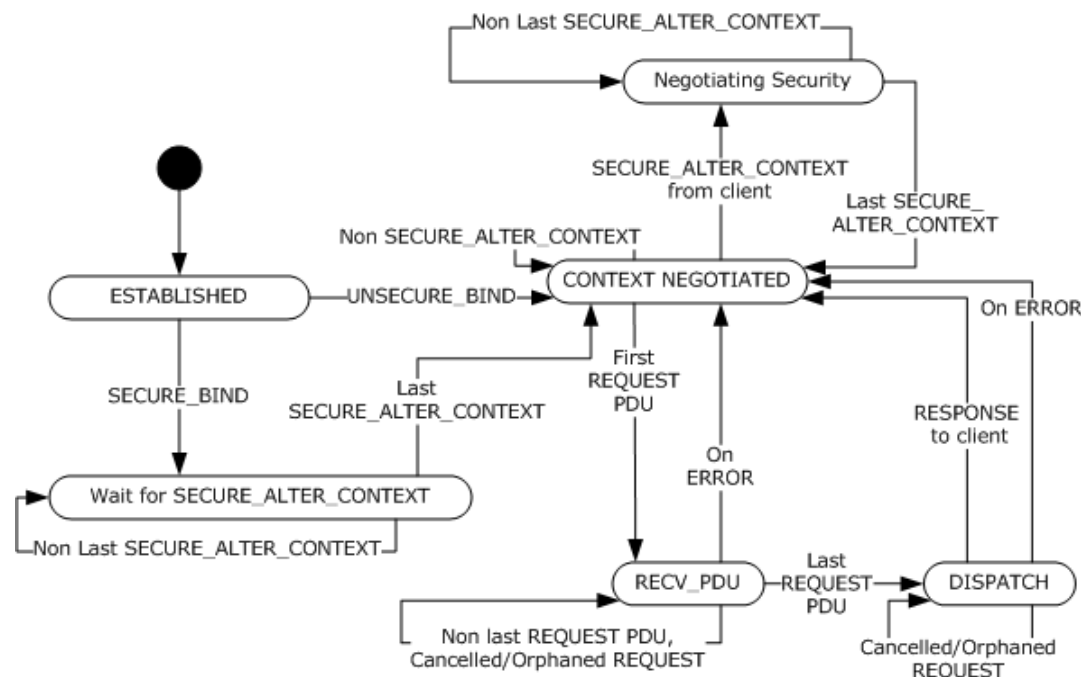 Non Last SECURE_ALTER_CONTEXT
Negotiating Security
SECURE_ALTER_CONTEXT
from client
Last SECURE_
ALTER_CONTEXT
Non SECURE_ALTER_CONTEXT
ESTABLISHED
UNSECURE_BIND
CONTEXT NEGOTIATED
On ERROR
First
REQUEST
PDU
SECURE_BIND
Last
SECURE_ALTER_CONTEXT
RESPONSE
to client
On
ERROR
Wait for SECURE_ALTER_CONTEXT
Non Last SECURE_ALTER_CONTEXT
RECV_PDU
Last
REQUEST
PDU
DISPATCH
Non last REQUEST PDU,
Cancelled/Orphaned REQUEST
Cancelled/Orphaned
REQUEST